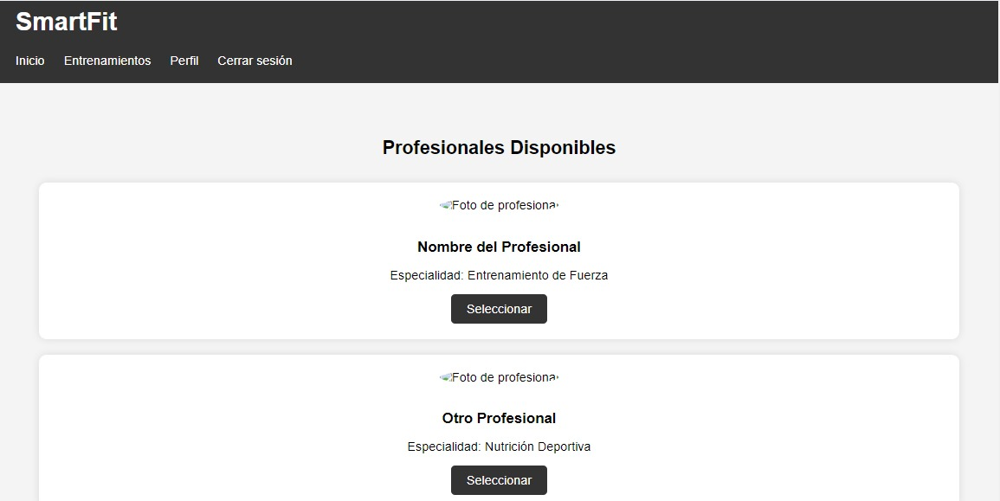 SmartFit
Inicio Entrenamientos Perfil Cerrar sesión
Profesionales Disponibles
Foto de profesiona
Nombre del Profesional
Especialidad: Entrenamiento de Fuerza
Seleccionar
Foto de profesiona
Otro Profesional
Especialidad: Nutrición Deportiva
Seleccionar